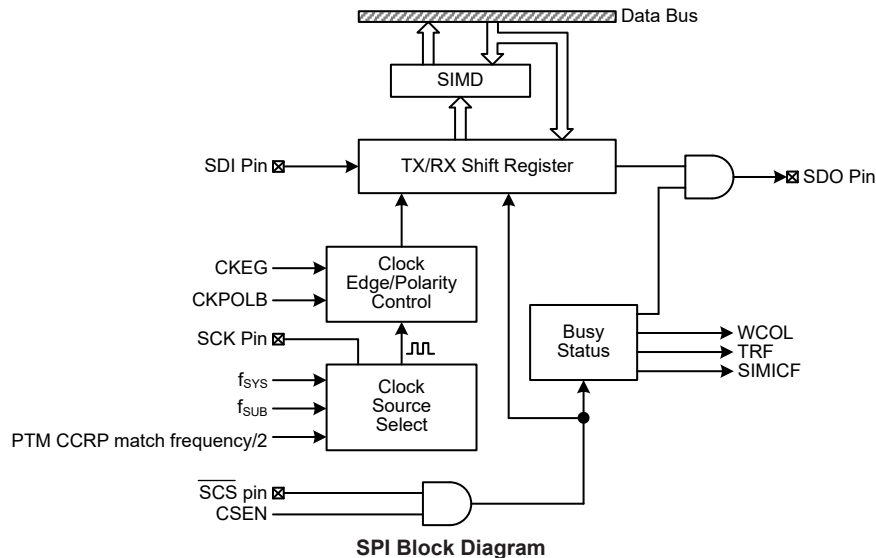 Data Bus
SIMD
SDI Pin
TX/RX Shift Register
SDO Pin
CKEG
CKPOLB
Clock
Edge/Polarity
Control
SCK Pin
Busy
Status
WCOL
TRF
SIMICF
fSYS
fSUB
PTM CCRP match frequency/2
Clock
Source
Select
SCS pin
CSEN
SPI Block Diagram